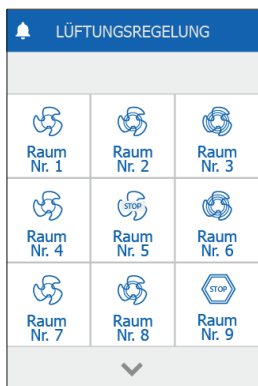 LÜFTUNGSREGELUNG
Raum Nr. 1
Raum Nr. 2
Raum Nr. 3
Raum Nr. 4
STOP
Raum Nr. 5
Raum Nr. 6
Raum Nr. 7
Raum Nr. 8
STOP
Raum Nr. 9